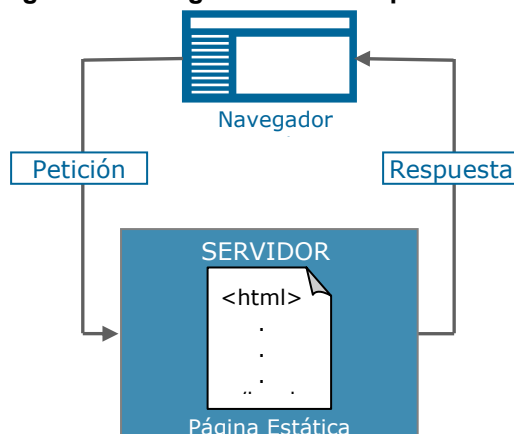 Navegador
Petición
Respuesta
SERVIDOR
<html>
.
.
.
Página Estática